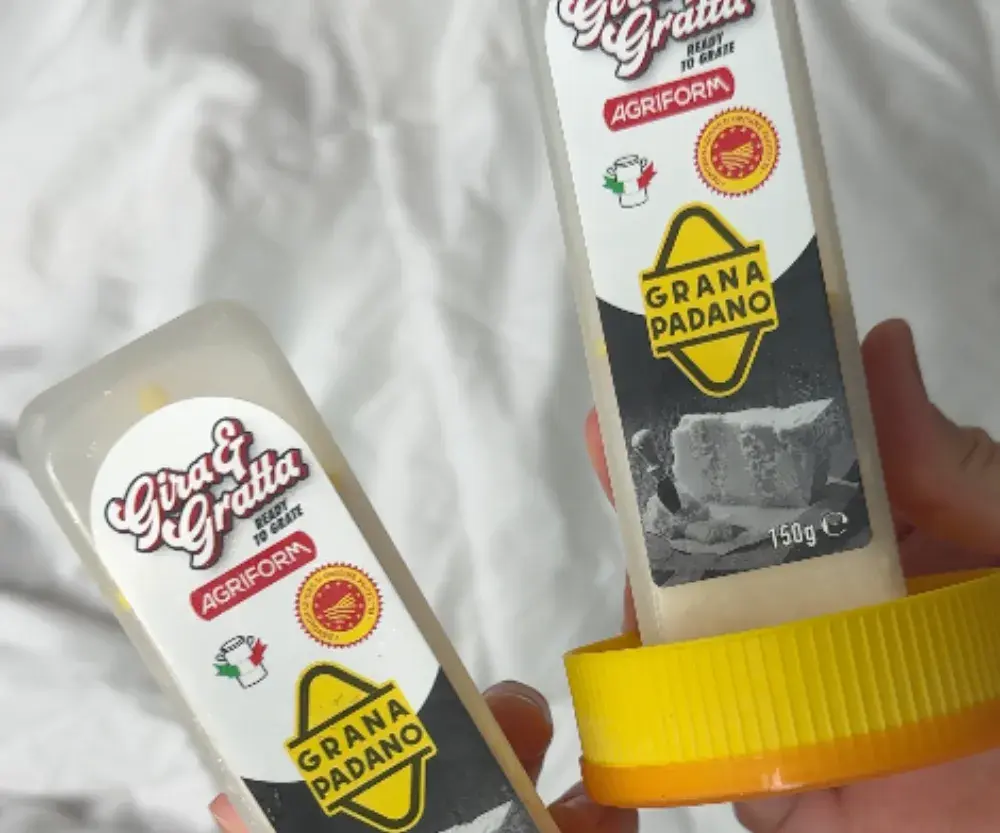 Gira &
Gratta
READY
TO GRATE
AGRIFORM
GRANA
PADANO
150g ℮
Gira &
Gratta
READY
TO GRATE
AGRIFORM
GRANA
PADANO